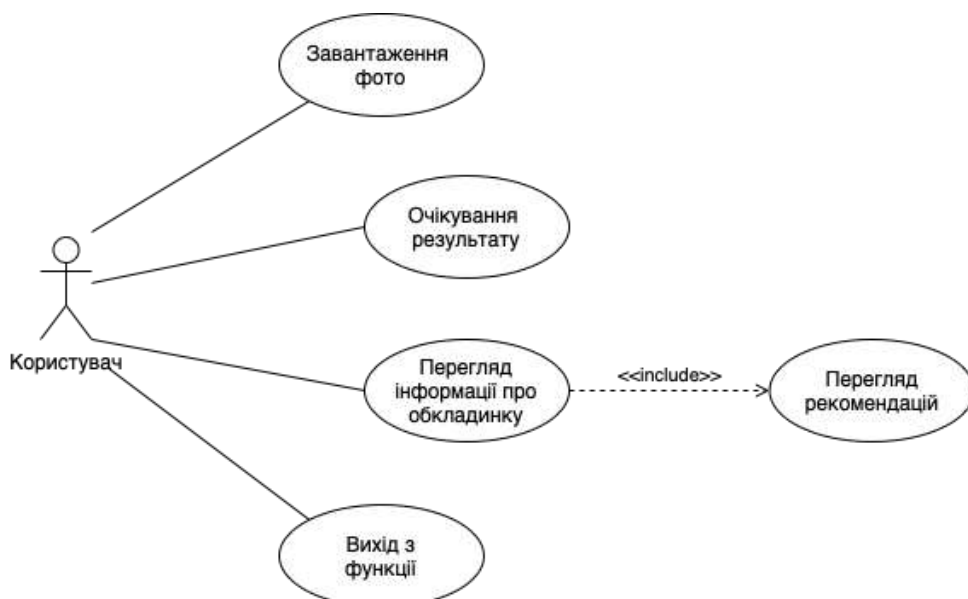 Завантаження
фото
Очікування
результату
Користувач
Перегляд
інформації про
обкладинку
<<include>>
Перегляд
рекомендацій
Вихід з
функції